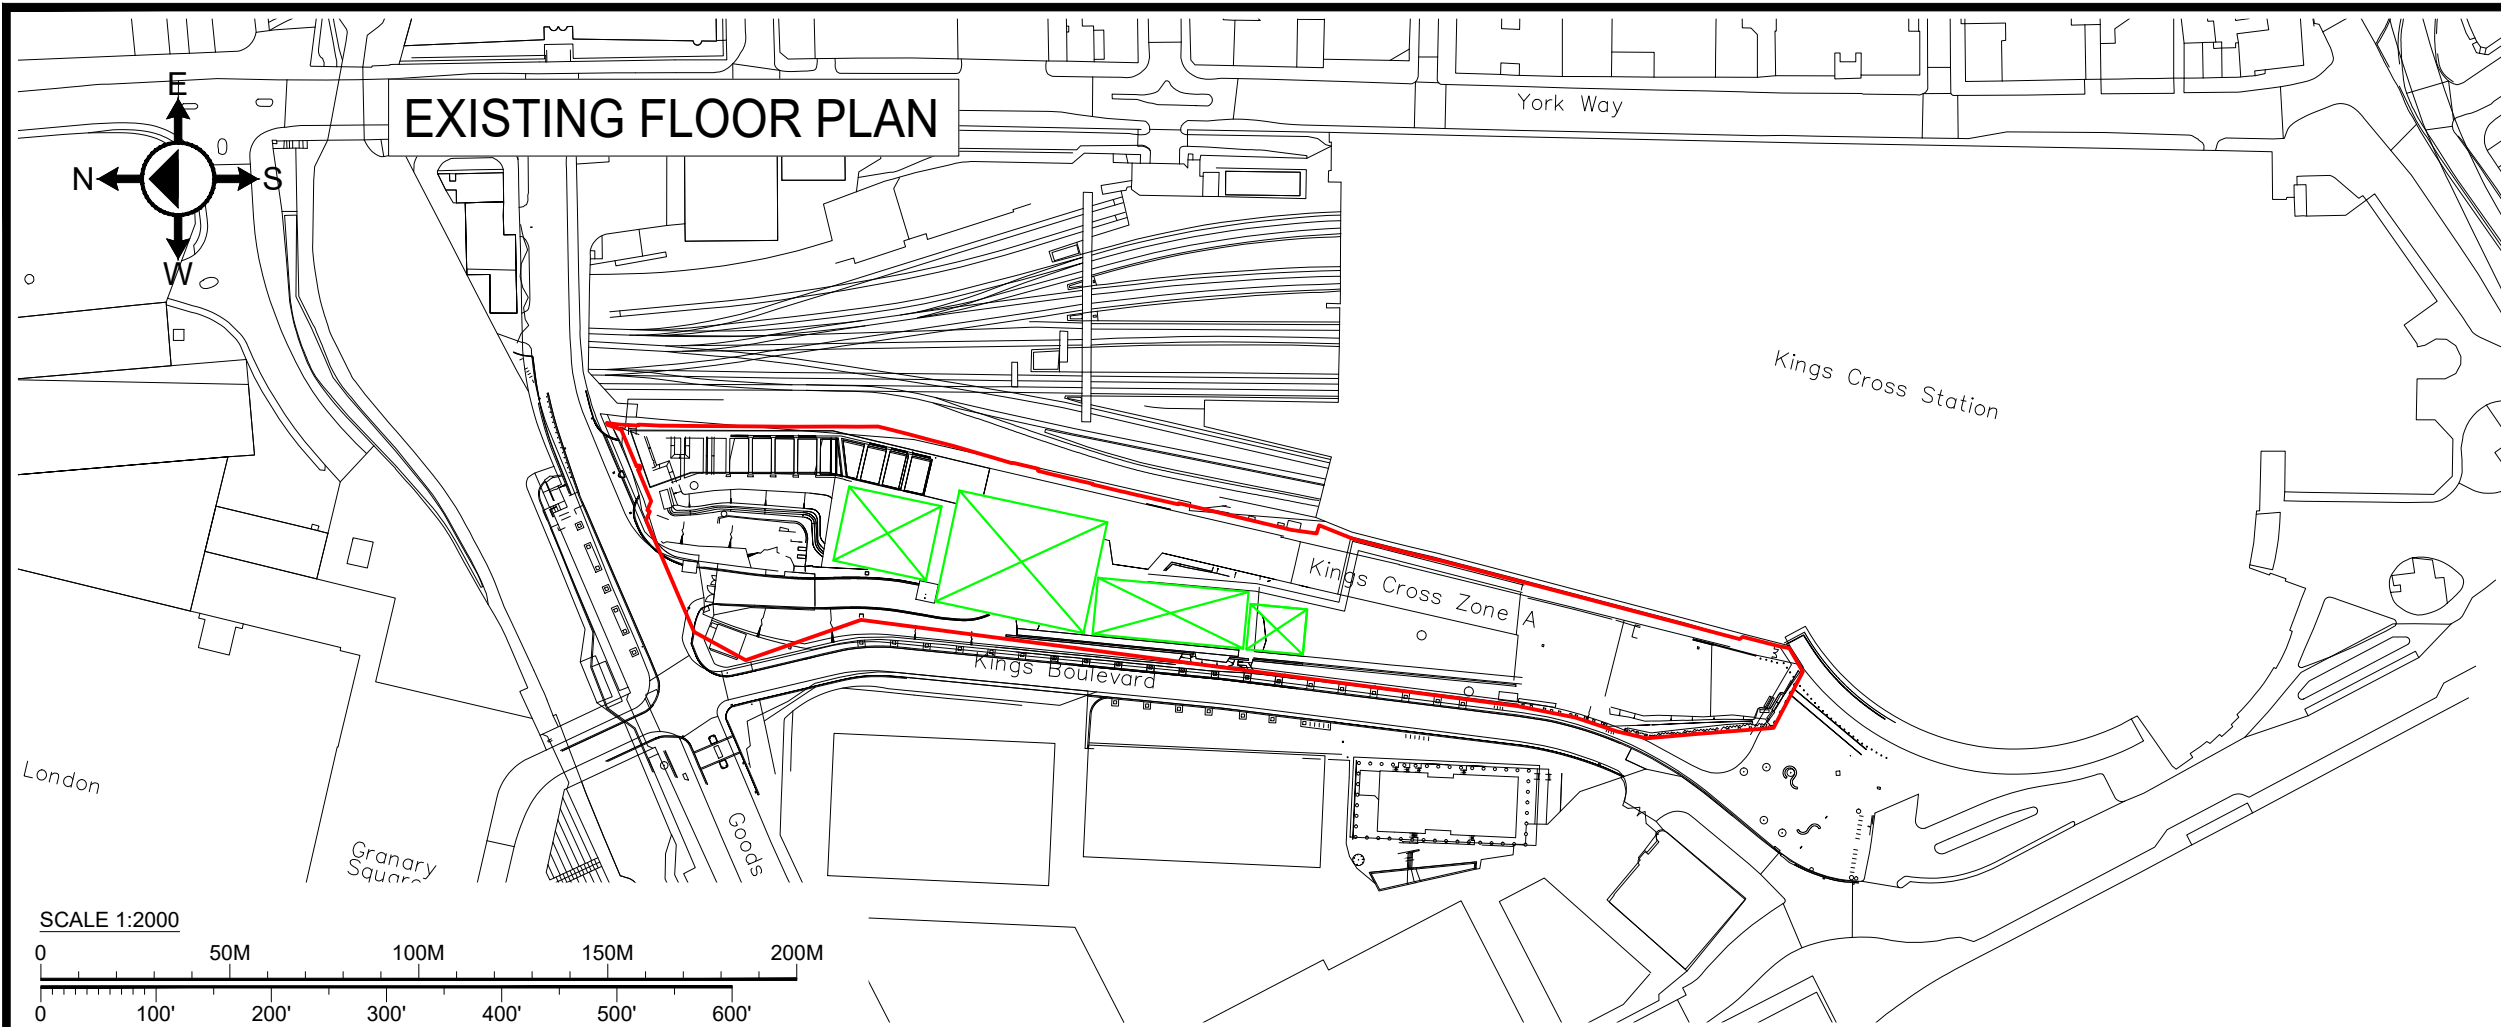 EXISTING FLOOR PLAN
E
N
S
W
York Way
Kings Cross Station
Kings Cross Zone A
Kings Boulevard
London
Granary
Square
Goods
SCALE 1:2000
0 50M 100M 150M 200M
0 100' 200' 300' 400' 500' 600'